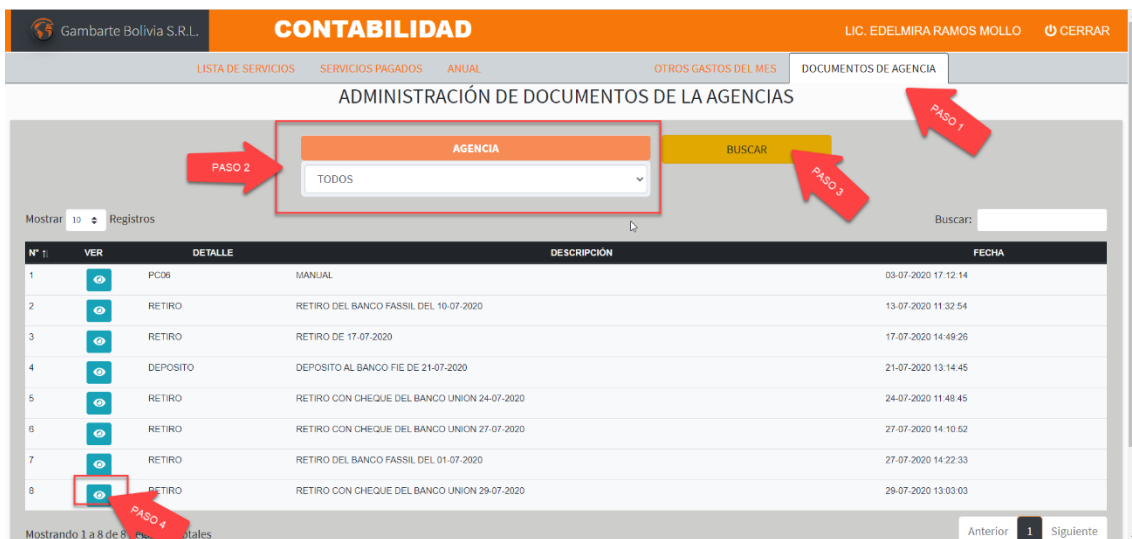 Gambarte Bolivia S.R.L. CONTABILIDAD LIC. EDELMIRA RAMOS MOLLO CERRAR
LISTA DE SERVICIOS SERVICIOS PAGADOS ANUAL OTROS GASTOS DEL MES DOCUMENTOS DE AGENCIA
ADMINISTRACIÓN DE DOCUMENTOS DE LA AGENCIAS
PASO 1
AGENCIA BUSCAR
PASO 2
TODOS
PASO 3
Mostrar 10 Registros Buscar:
N° VER DETALLE DESCRIPCIÓN FECHA
1 PC06 MANUAL 03-07-2020 17:12:14
2 RETIRO RETIRO DEL BANCO FASSIL DEL 10-07-2020 13-07-2020 11:32:54
3 RETIRO RETIRO DE 17-07-2020 17-07-2020 14:49:26
4 DEPOSITO DEPOSITO AL BANCO FIE DE 21-07-2020 21-07-2020 13:14:45
5 RETIRO RETIRO CON CHEQUE DEL BANCO UNION 24-07-2020 24-07-2020 11:48:45
6 RETIRO RETIRO CON CHEQUE DEL BANCO UNION 27-07-2020 27-07-2020 14:10:52
7 RETIRO RETIRO DEL BANCO FASSIL DEL 01-07-2020 27-07-2020 14:22:33
8 RETIRO RETIRO CON CHEQUE DEL BANCO UNION 29-07-2020 29-07-2020 13:03:03
PASO 4
Mostrando 1 a 8 de 8 Anterior 1 Siguiente